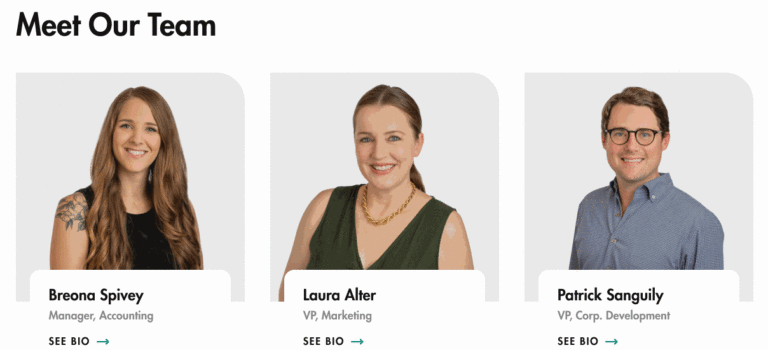 Meet Our Team
Breona Spivey
Manager, Accounting
SEE BIO →
Laura Alter
VP, Marketing
SEE BIO →
Patrick Sanguily
VP, Corp. Development
SEE BIO →